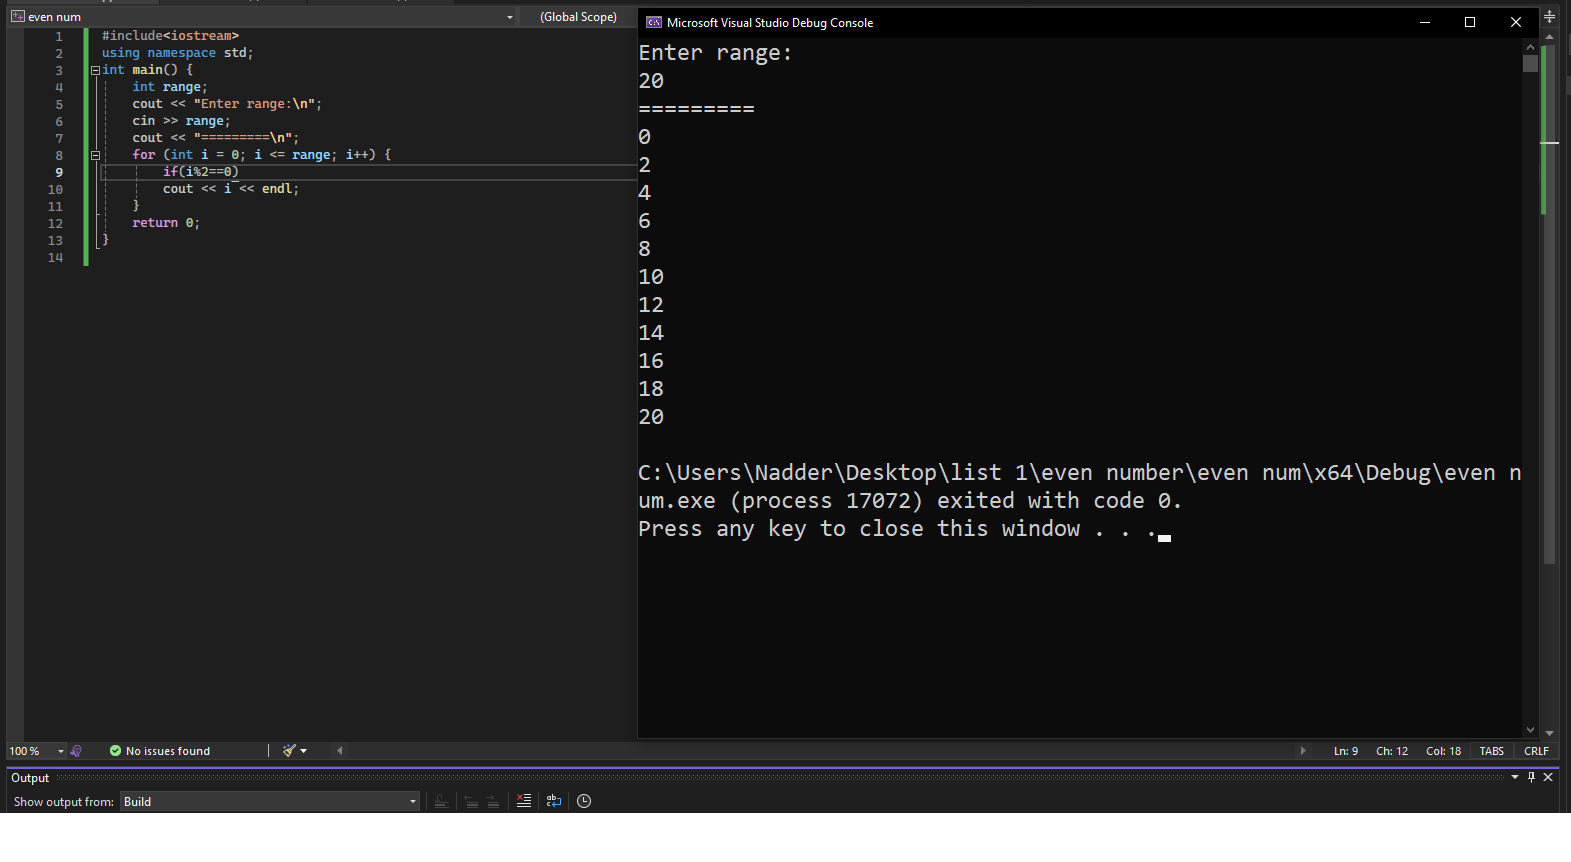 even num
(Global Scope)
1 #include<iostream>
2 using namespace std;
3 int main() {
4 int range;
5 cout << "Enter range:\n";
6 cin >> range;
7 cout << "=========\n";
8 for (int i = 0; i <= range; i++) {
9 if(i%2==0)
10 cout << i << endl;
11 }
12 return 0;
13 }
14
Microsoft Visual Studio Debug Console
Enter range:
20
=========
0
2
4
6
8
10
12
14
16
18
20
C:\Users\Nadder\Desktop\list 1\even number\even num\x64\Debug\even n
um.exe (process 17072) exited with code 0.
Press any key to close this window . . .
100 % No issues found Ln: 9 Ch: 12 Col: 18 TABS CRLF
Output
Show output from: Build